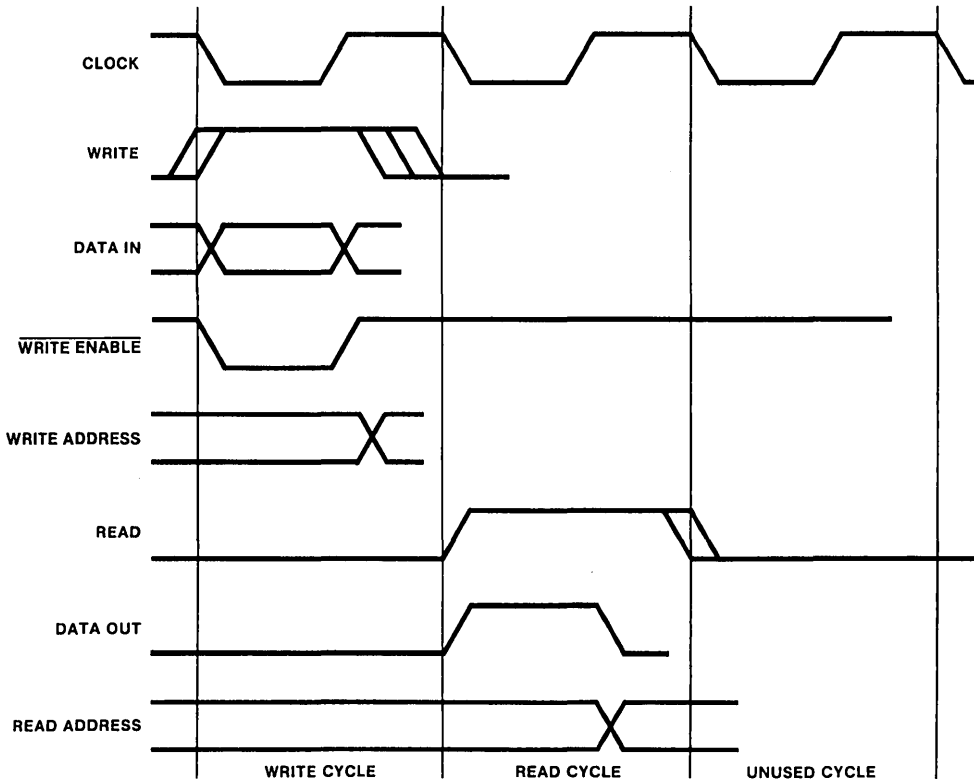 CLOCK
WRITE
DATA IN
WRITE ENABLE
WRITE ADDRESS
READ
DATA OUT
READ ADDRESS
WRITE CYCLE
READ CYCLE
UNUSED CYCLE